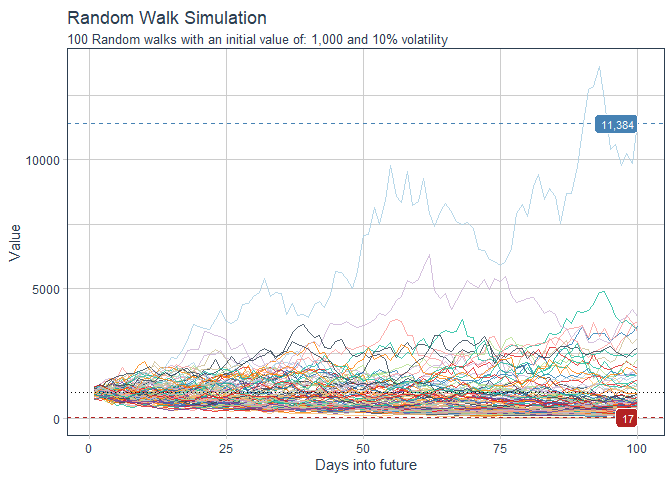 Random Walk Simulation
100 Random walks with an initial value of: 1,000 and 10% volatility
11,384
10000
Value
5000
0
17
0
25
50
75
100
Days into future